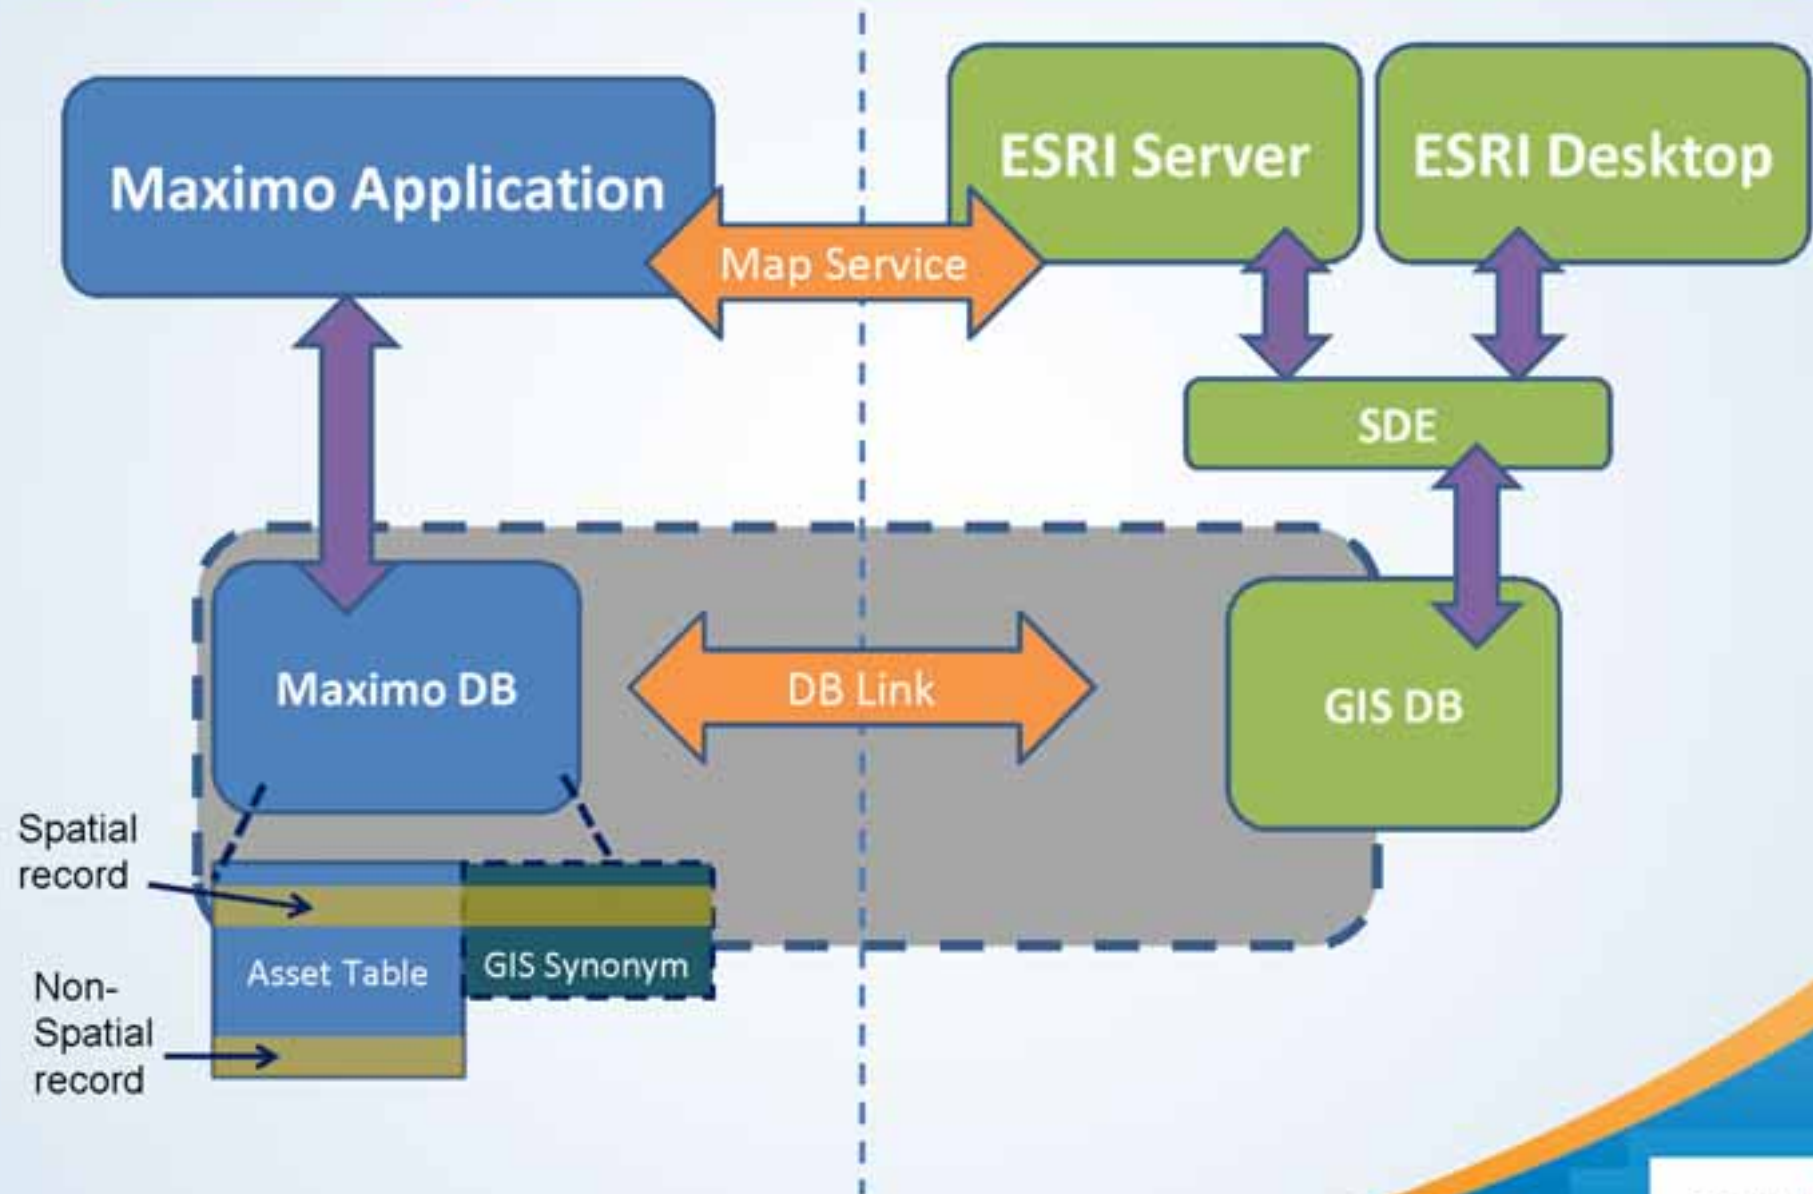 Maximo Application
ESRI Server
ESRI Desktop
Map Service
SDE
Maximo DB
DB Link
GIS DB
Spatial
record
Asset Table
GIS Synonym
Non-
Spatial
record